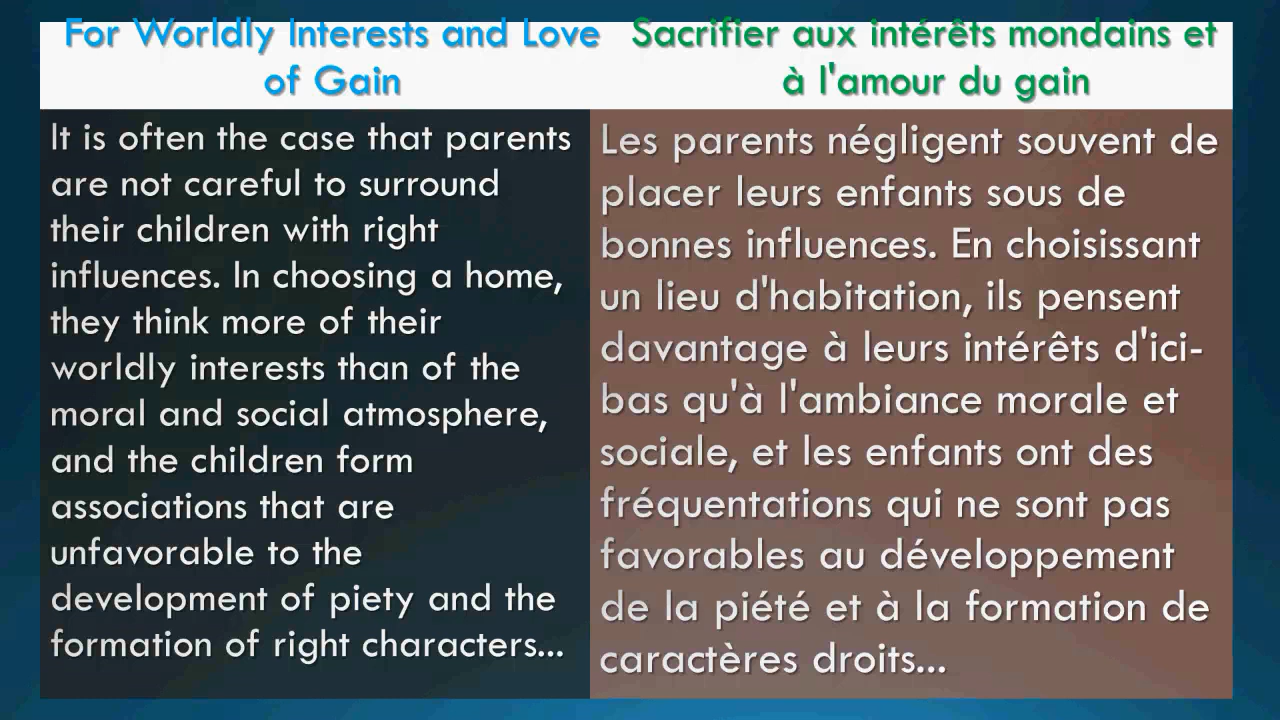 For Worldly Interests and Love
of Gain
Sacrifier aux intérêts mondains et
à l'amour du gain
It is often the case that parents
are not careful to surround
their children with right
influences. In choosing a home,
they think more of their
worldly interests than of the
moral and social atmosphere,
and the children form
associations that are
unfavorable to the
development of piety and the
formation of right characters...
Les parents négligent souvent de
placer leurs enfants sous de
bonnes influences. En choisissant
un lieu d'habitation, ils pensent
davantage à leurs intérêts d'ici-
bas qu'à l'ambiance morale et
sociale, et les enfants ont des
fréquentations qui ne sont pas
favorables au développement
de la piété et à la formation de
caractères droits...